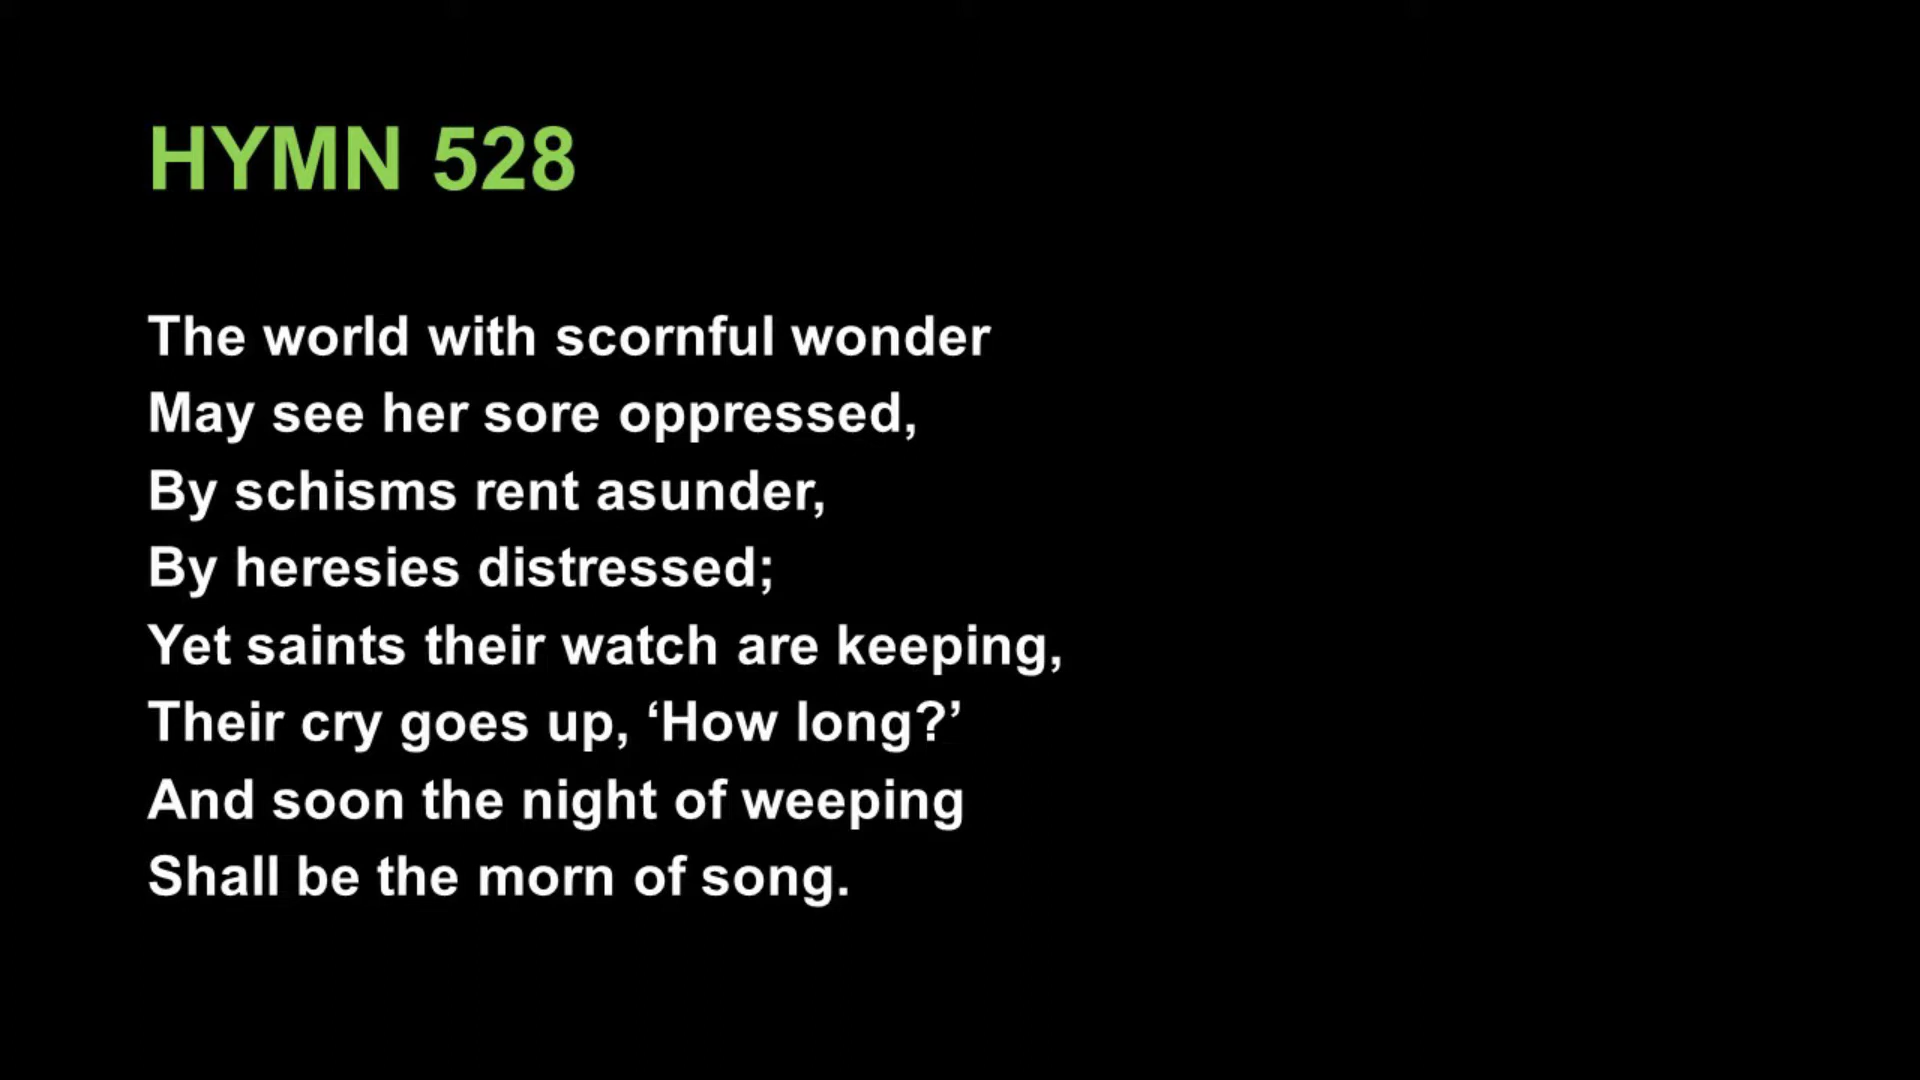 HYMN 528
The world with scornful wonder
May see her sore oppressed,
By schisms rent asunder,
By heresies distressed;
Yet saints their watch are keeping,
Their cry goes up, ‘How long?’
And soon the night of weeping
Shall be the morn of song.